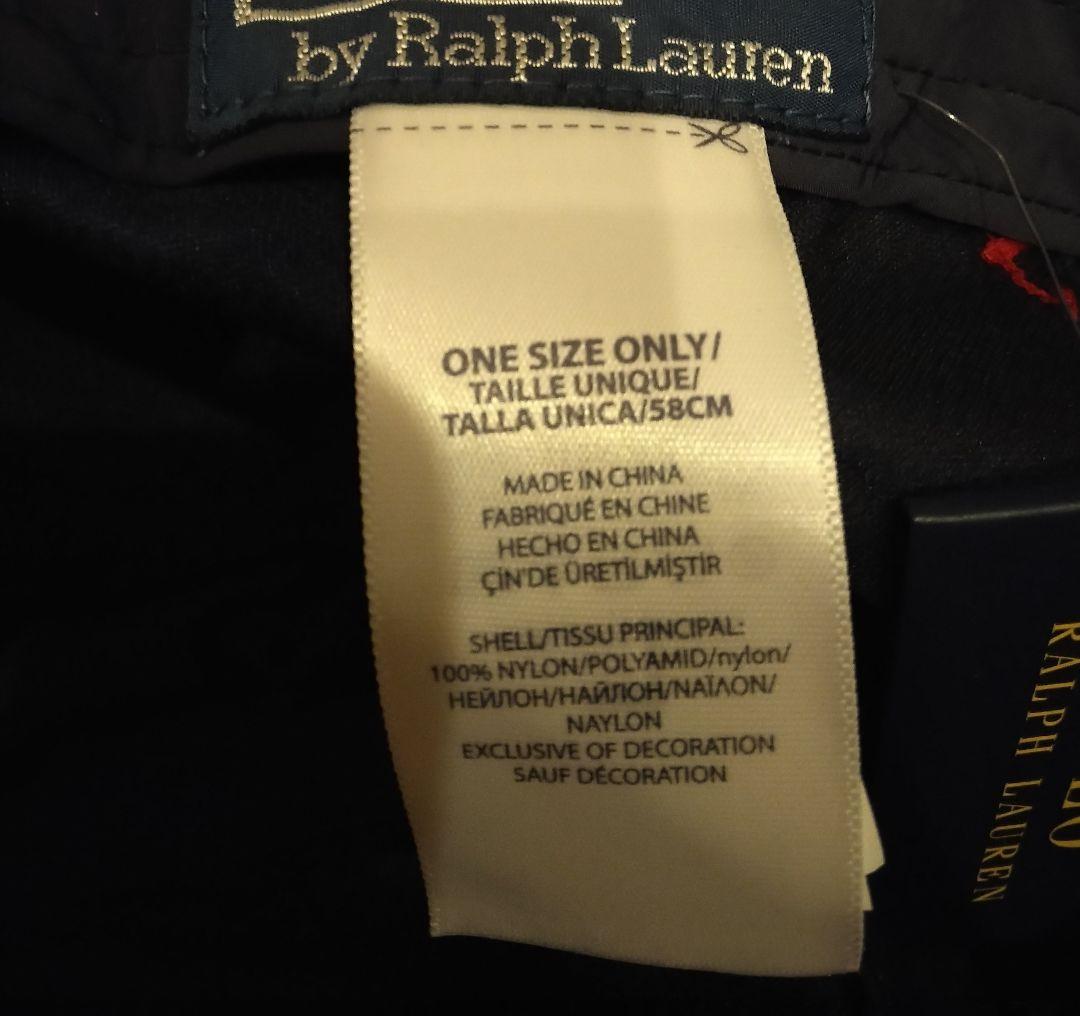 by Ralph Lauren
ONE SIZE ONLY/
TAILLE UNIQUE/
TALLA UNICA/58CM
MADE IN CHINA
FABRIQUÉ EN CHINE
HECHO EN CHINA
ÇİN'DE ÜRETİLMİŞTİR
SHELL/TISSU PRINCIPAL:
100% NYLON/POLYAMID/nylon/
НЕЙЛОН/НАЙЛОН/ΝΑΪΛΟΝ/
NAYLON
EXCLUSIVE OF DECORATION
SAUF DÉCORATION
RALPH LAUREN